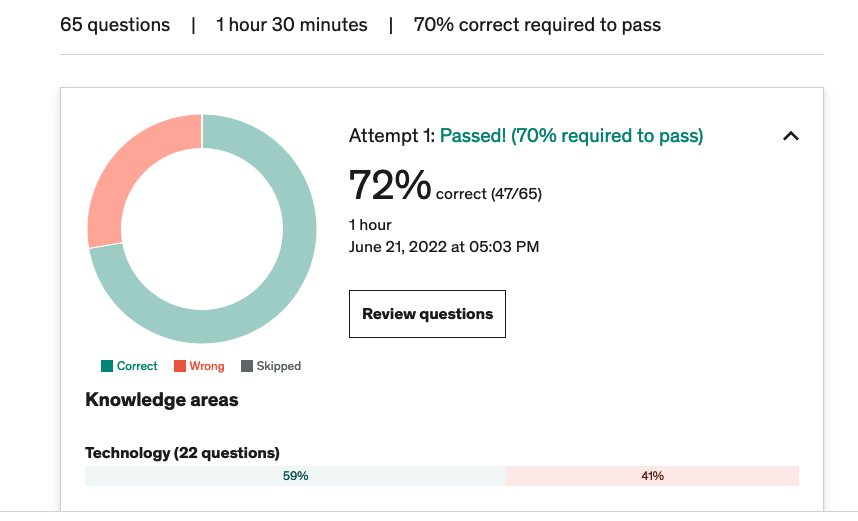 65 questions | 1 hour 30 minutes | 70% correct required to pass
Attempt 1: Passed! (70% required to pass)
72% correct (47/65)
1 hour
June 21, 2022 at 05:03 PM
Review questions
Correct Wrong Skipped
Knowledge areas
Technology (22 questions)
59% 41%